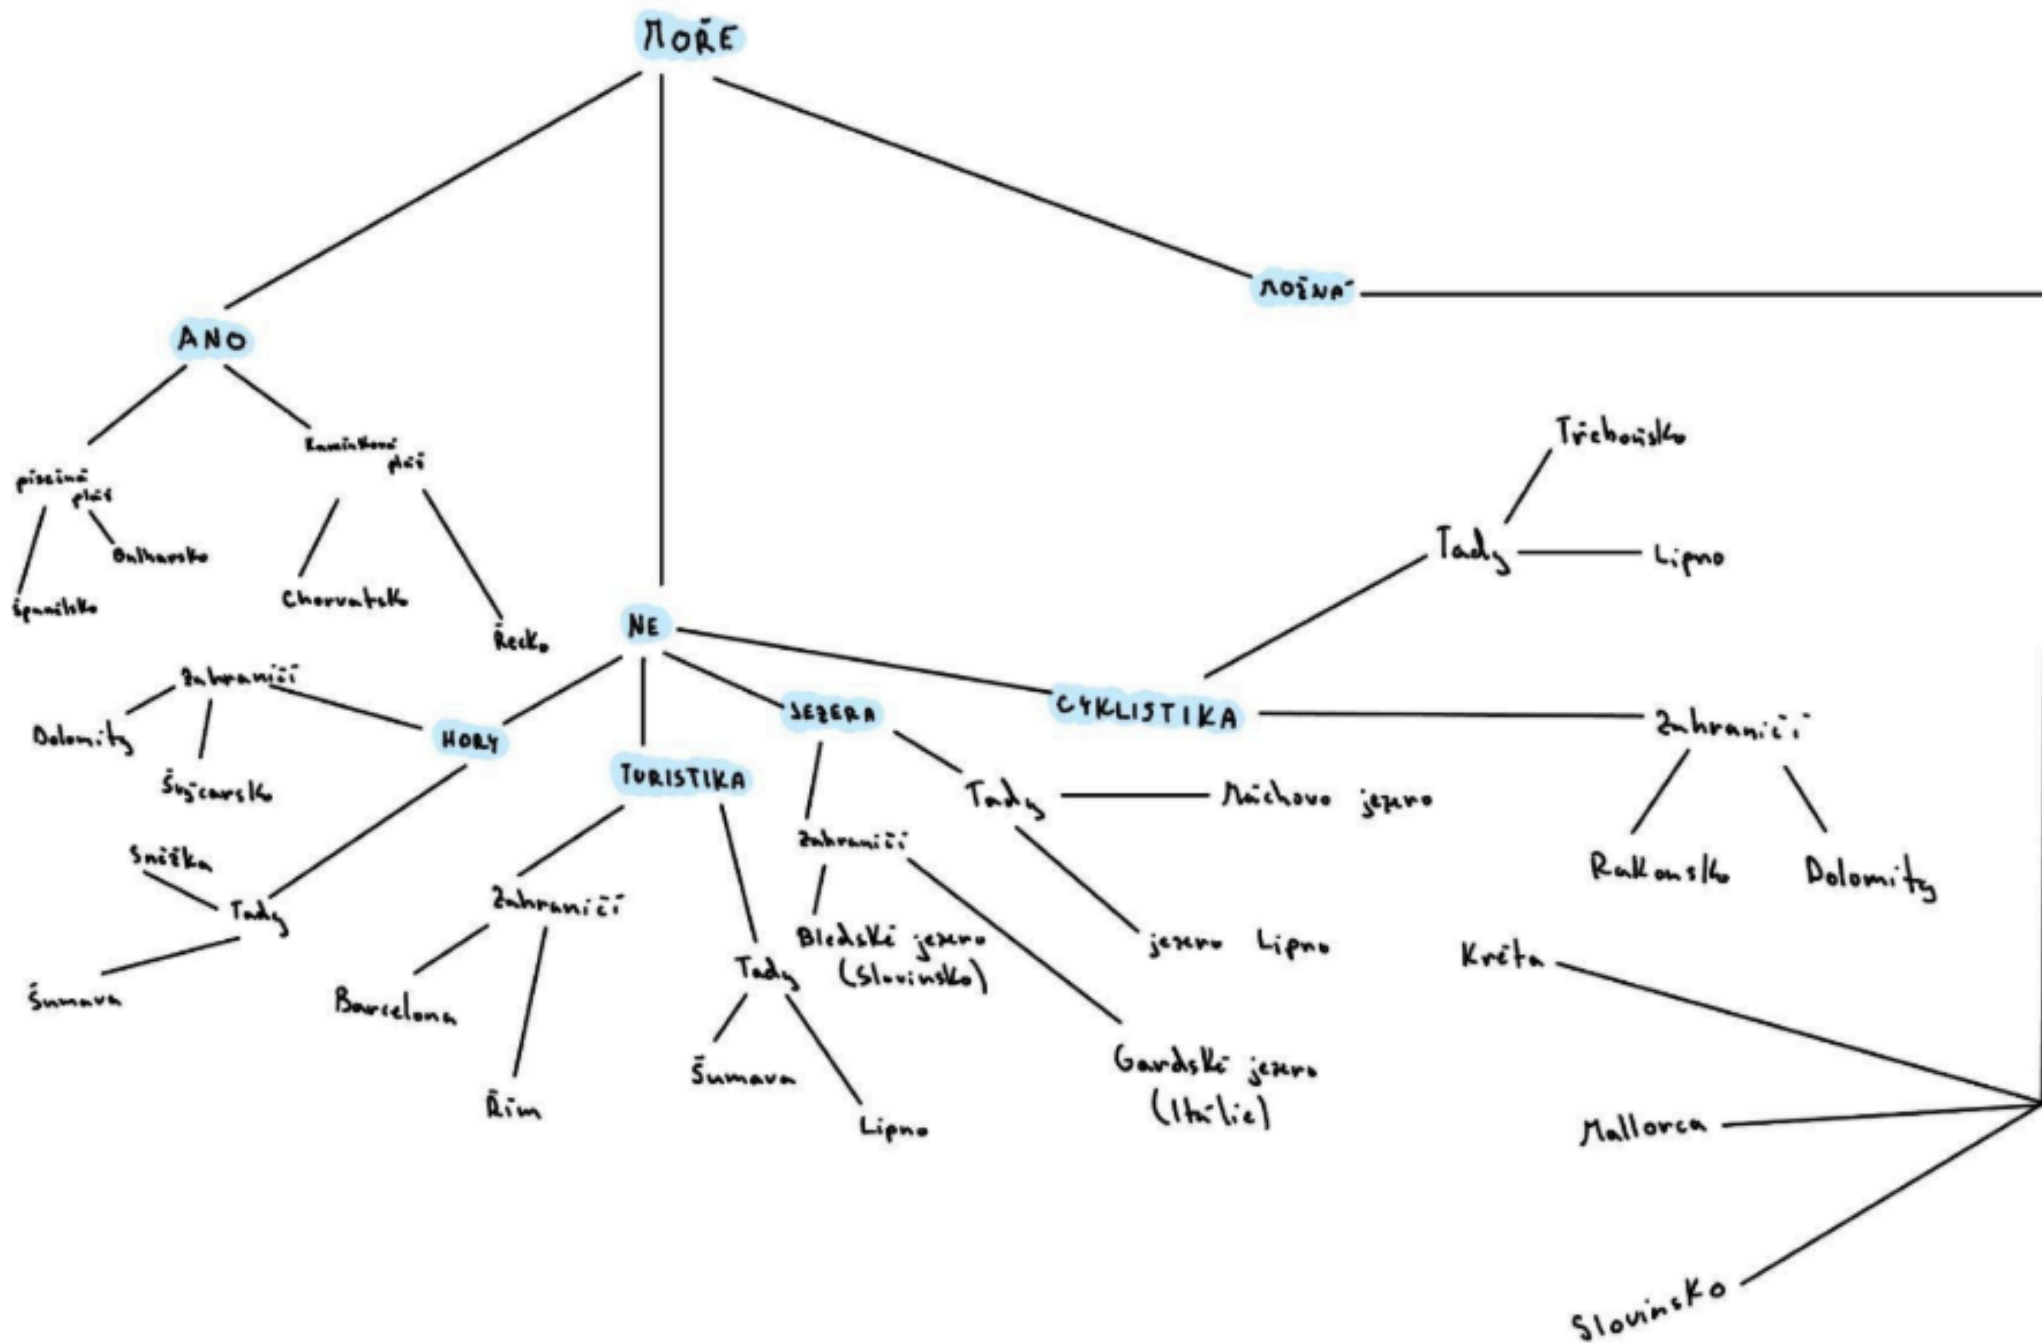 MOŘE
MOŽNÁ
ANO
Kamínková
pláž
písčiná
pláž
Bulharsko
Španělsko
Chorvatsko
Řecko
Třeboňsko
Tady
Lipno
NE
Zahraničí
Dolomity
Švýcarsko
HORY
TURISTIKA
JEZERA
CYKLISTIKA
Zahraničí
Rakousko
Dolomity
Tady
Máchovo jezero
jezero Lipno
Zahraničí
Bledské jezero
(Slovinsko)
Gardské jezero
(Itálie)
Sněžka
Tady
Šumava
Zahraničí
Barcelona
Řím
Tady
Šumava
Lipno
Kréta
Mallorca
Slovinsko